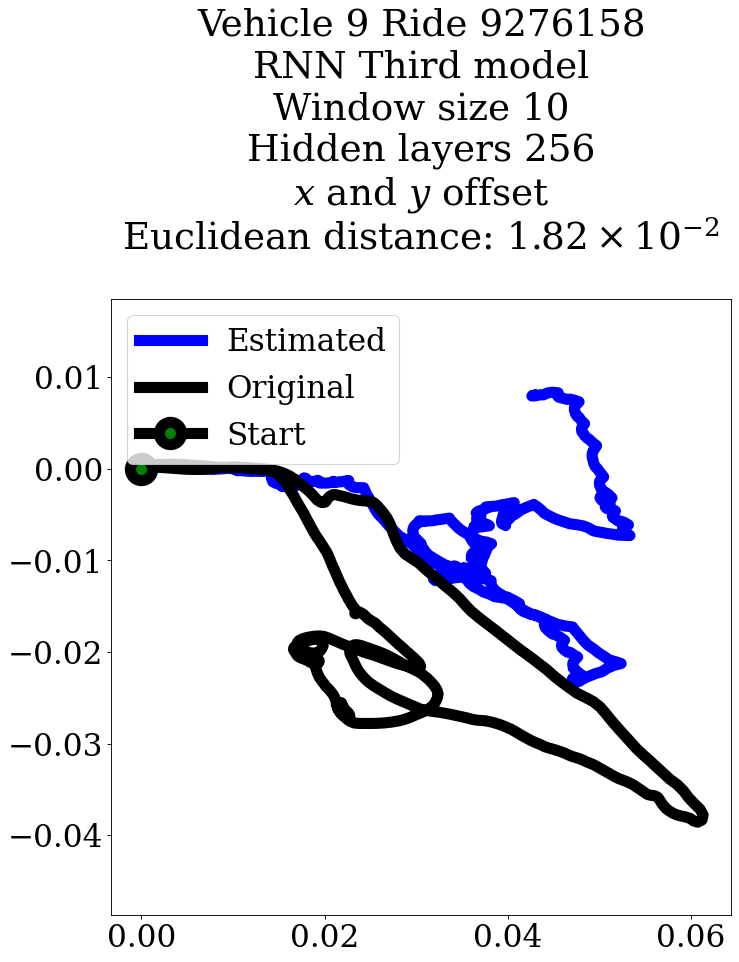 Vehicle 9 Ride 9276158
RNN Third model
Window size 10
Hidden layers 256
x and y offset
Euclidean distance: 1.82 × 10⁻²
Estimated
Original
Start
0.01
0.00
−0.01
−0.02
−0.03
−0.04
0.00 0.02 0.04 0.06